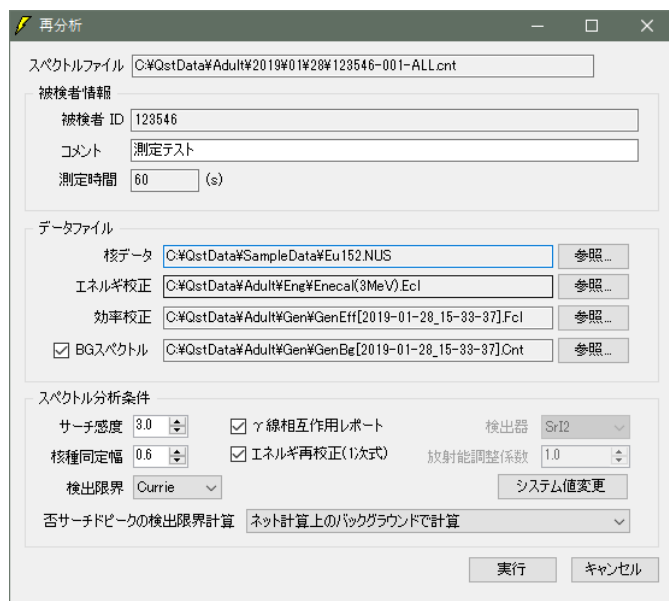 再分析
スペクトルファイル C:¥QstData¥Adult¥2019¥01¥28¥123546-001-ALL.cnt
被検者情報
被検者 ID 123546
コメント 測定テスト
測定時間 60 (s)
データファイル
核データ C:¥QstData¥SampleData¥Eu152.NUS 参照...
エネルギ校正 C:¥QstData¥Adult¥Eng¥Enecal(3MeV).Ecl 参照...
効率校正 C:¥QstData¥Adult¥Gen¥GenEff[2019-01-28_15-33-37].Fcl 参照...
BGスペクトル C:¥QstData¥Adult¥Gen¥GenBg[2019-01-28_15-33-37].Cnt 参照...
スペクトル分析条件
サーチ感度 3.0 γ線相互作用レポート 検出器 SrI2
核種同定幅 0.6 エネルギ再校正(1次式) 放射能調整係数 1.0
検出限界 Currie システム値変更
否サーチドピークの検出限界計算 ネット計算上のバックグラウンドで計算
実行 キャンセル